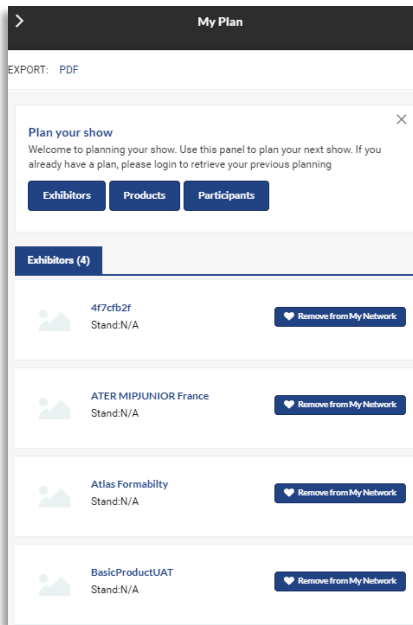 My Plan
EXPORT: PDF
Plan your show
Welcome to planning your show. Use this panel to plan your next show. If you
already have a plan, please login to retrieve your previous planning
Exhibitors Products Participants
Exhibitors (4)
4f7cfb2f
Stand:N/A
Remove from My Network
ATER MIPJUNIOR France
Stand:N/A
Remove from My Network
Atlas Formabilty
Stand:N/A
Remove from My Network
BasicProductUAT
Stand:N/A
Remove from My Network